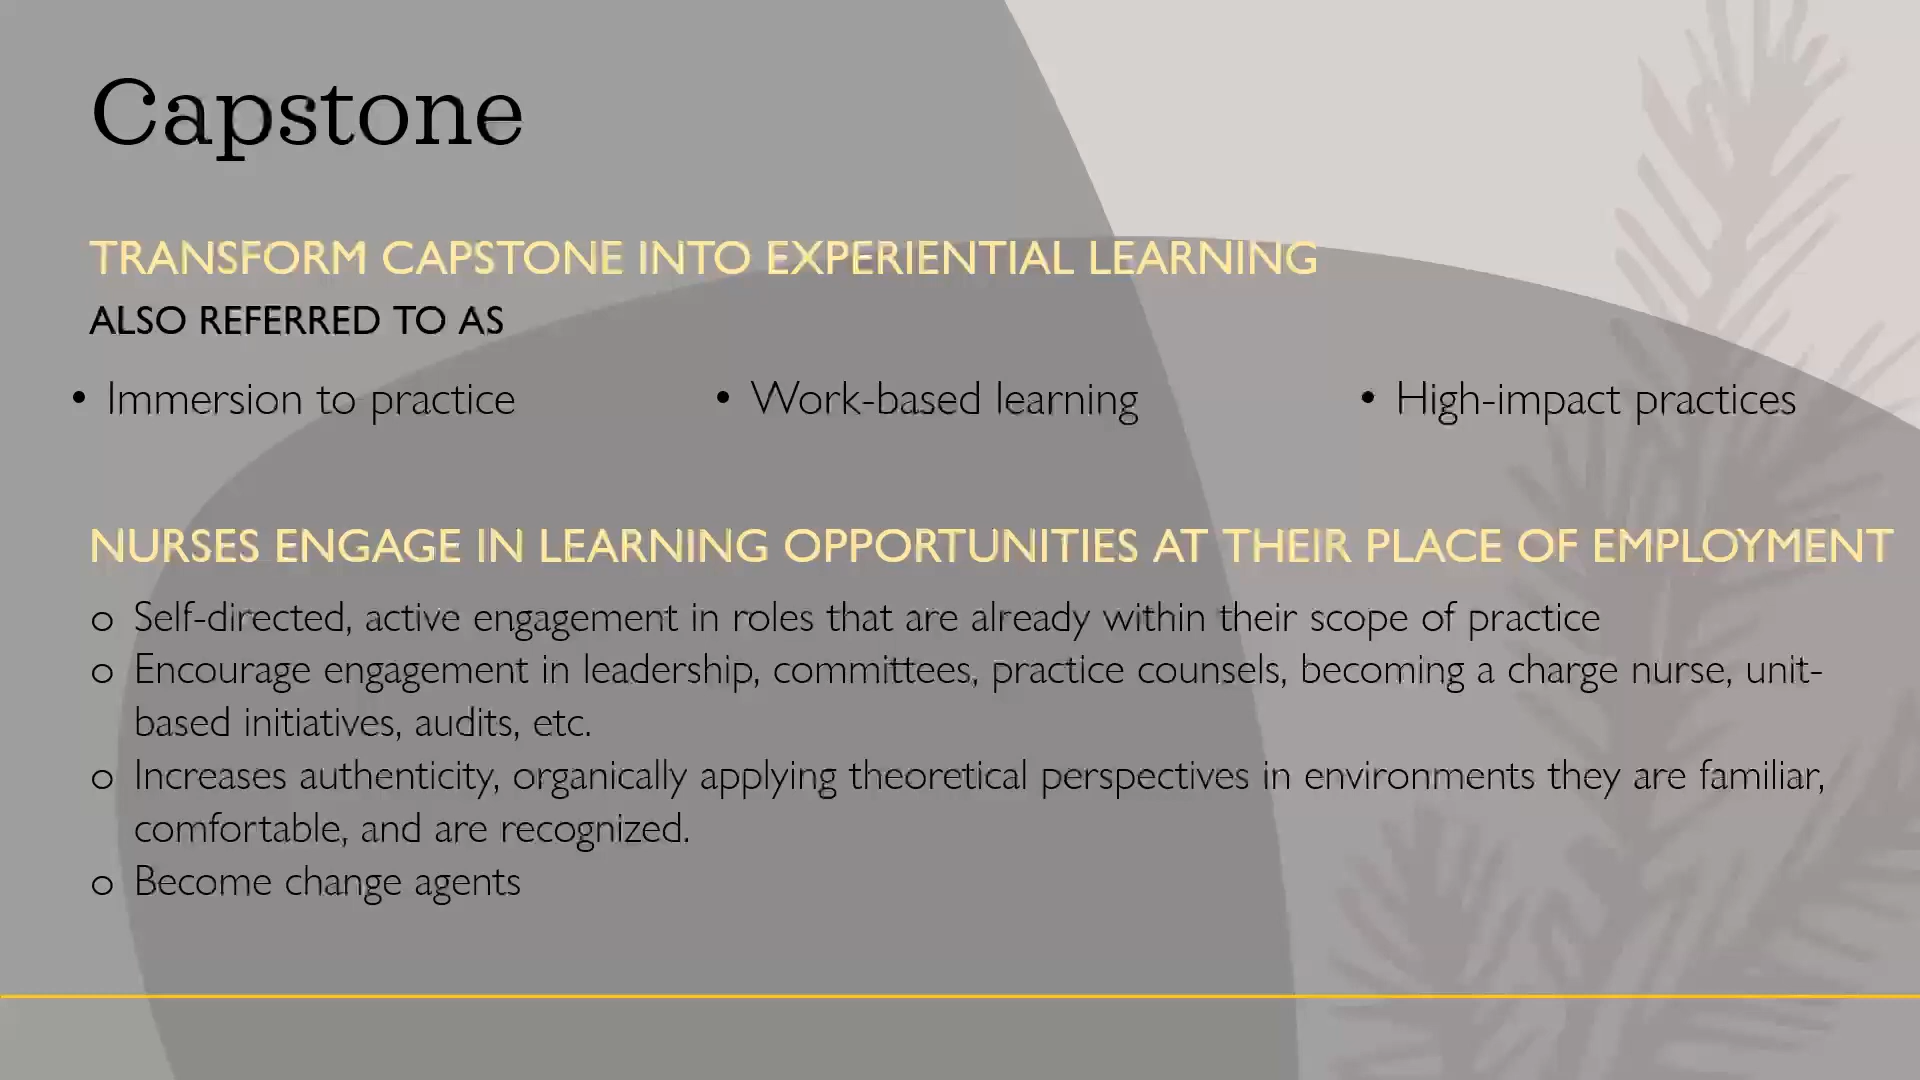 Capstone
TRANSFORM CAPSTONE INTO EXPERIENTIAL LEARNING
ALSO REFERRED TO AS
• Immersion to practice
• Work-based learning
• High-impact practices
NURSES ENGAGE IN LEARNING OPPORTUNITIES AT THEIR PLACE OF EMPLOYMENT
o Self-directed, active engagement in roles that are already within their scope of practice
o Encourage engagement in leadership, committees, practice counsels, becoming a charge nurse, unit-
based initiatives, audits, etc.
o Increases authenticity, organically applying theoretical perspectives in environments they are familiar,
comfortable, and are recognized.
o Become change agents